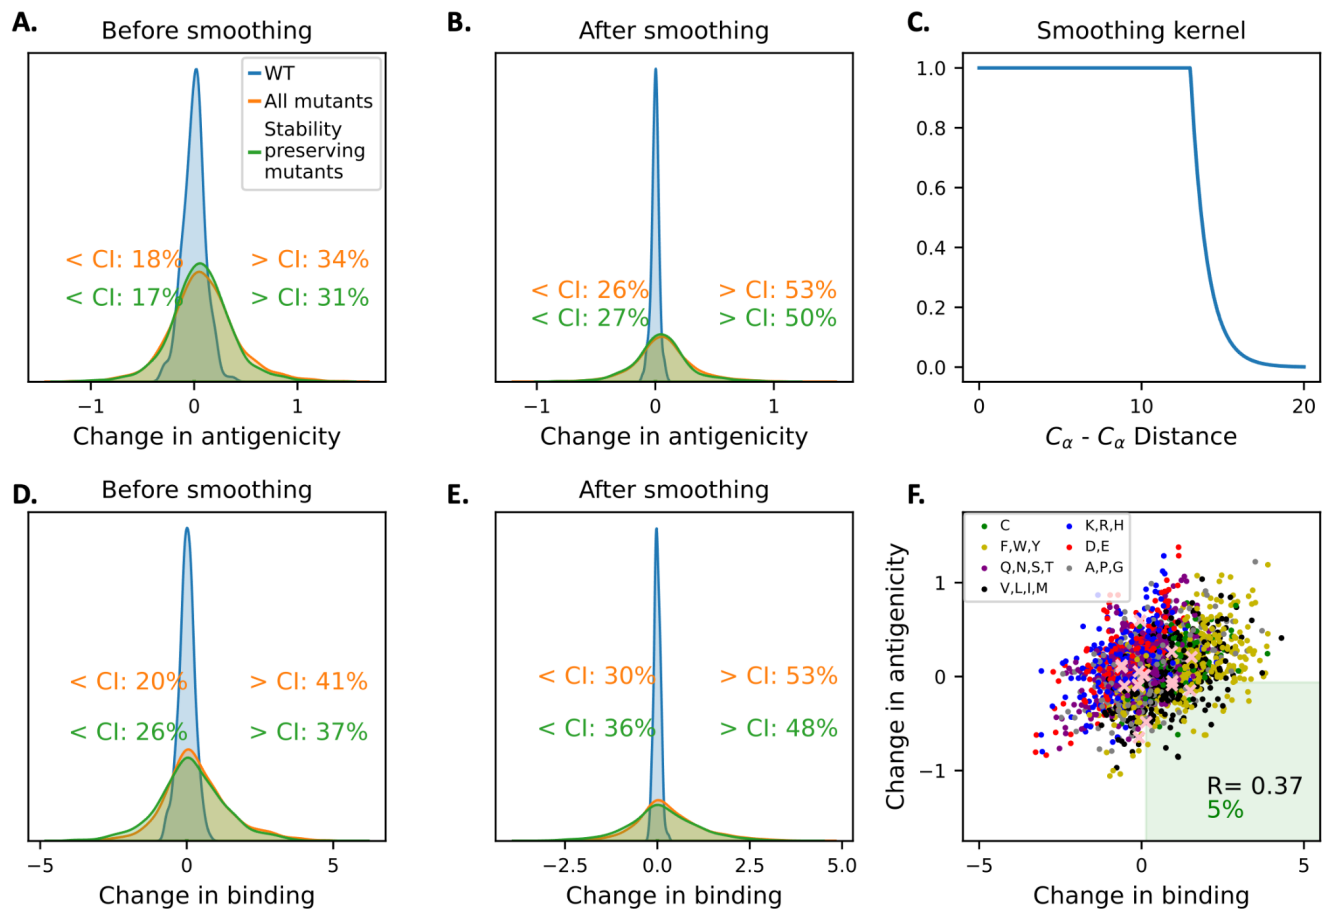 A.
Before smoothing
WT
All mutants
Stability
preserving
mutants
< CI: 18%
> CI: 34%
< CI: 17%
> CI: 31%
−1
0
1
Change in antigenicity
B.
After smoothing
< CI: 26%
> CI: 53%
< CI: 27%
> CI: 50%
−1
0
1
Change in antigenicity
C.
Smoothing kernel
1.0
0.8
0.6
0.4
0.2
0.0
0
10
20
Cα - Cα Distance
D.
Before smoothing
< CI: 20%
> CI: 41%
< CI: 26%
> CI: 37%
−5
0
5
Change in binding
E.
After smoothing
< CI: 30%
> CI: 53%
< CI: 36%
> CI: 48%
−2.5
0.0
2.5
5.0
Change in binding
F.
C
F,W,Y
Q,N,S,T
V,L,I,M
K,R,H
D,E
A,P,G
Change in antigenicity
1
0
−1
R= 0.37
5%
−5
0
5
Change in binding